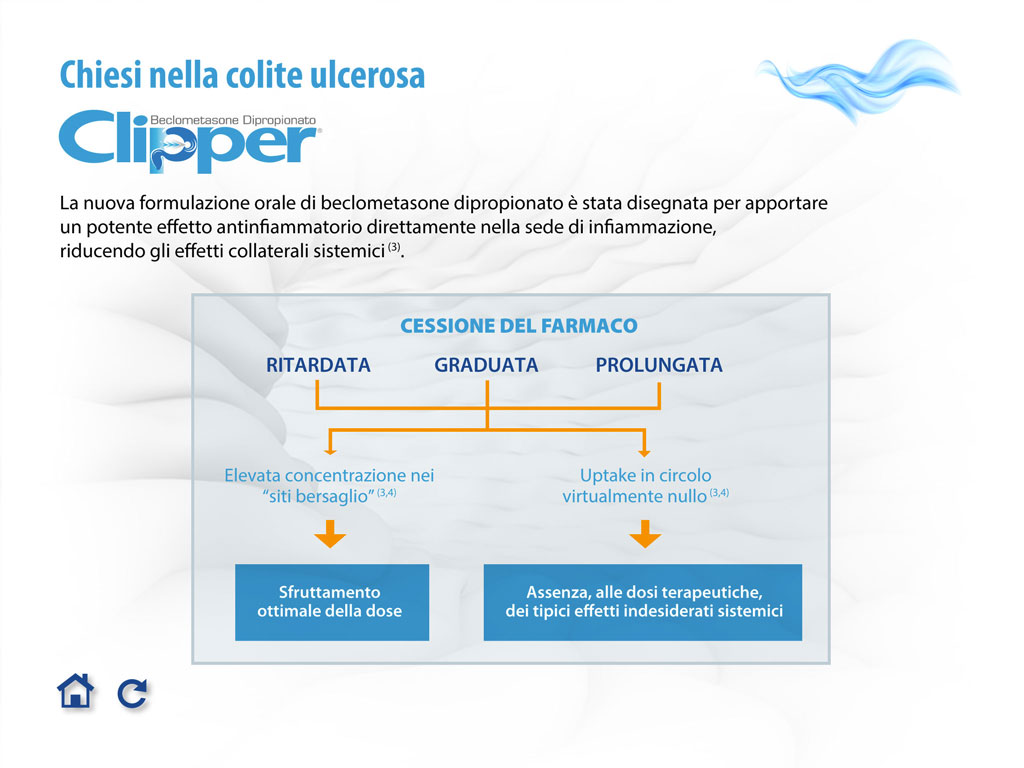 Chiesi nella colite ulcerosa
Beclometasone Dipropionato
Clipper®
La nuova formulazione orale di beclometasone dipropionato è stata disegnata per apportare
un potente effetto antinfiammatorio direttamente nella sede di infiammazione,
riducendo gli effetti collaterali sistemici (3).
CESSIONE DEL FARMACO
RITARDATA GRADUATA PROLUNGATA
Elevata concentrazione nei
“siti bersaglio” (3,4)
Uptake in circolo
virtualmente nullo (3,4)
Sfruttamento
ottimale della dose
Assenza, alle dosi terapeutiche,
dei tipici effetti indesiderati sistemici